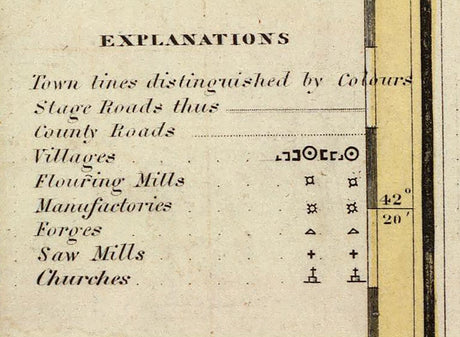 EXPLANATIONS
Town lines distinguished by Colours
Stage Roads thus
County Roads
Villages
Flouring Mills
Manufactories
Forges
Saw Mills
Churches
42°
20′